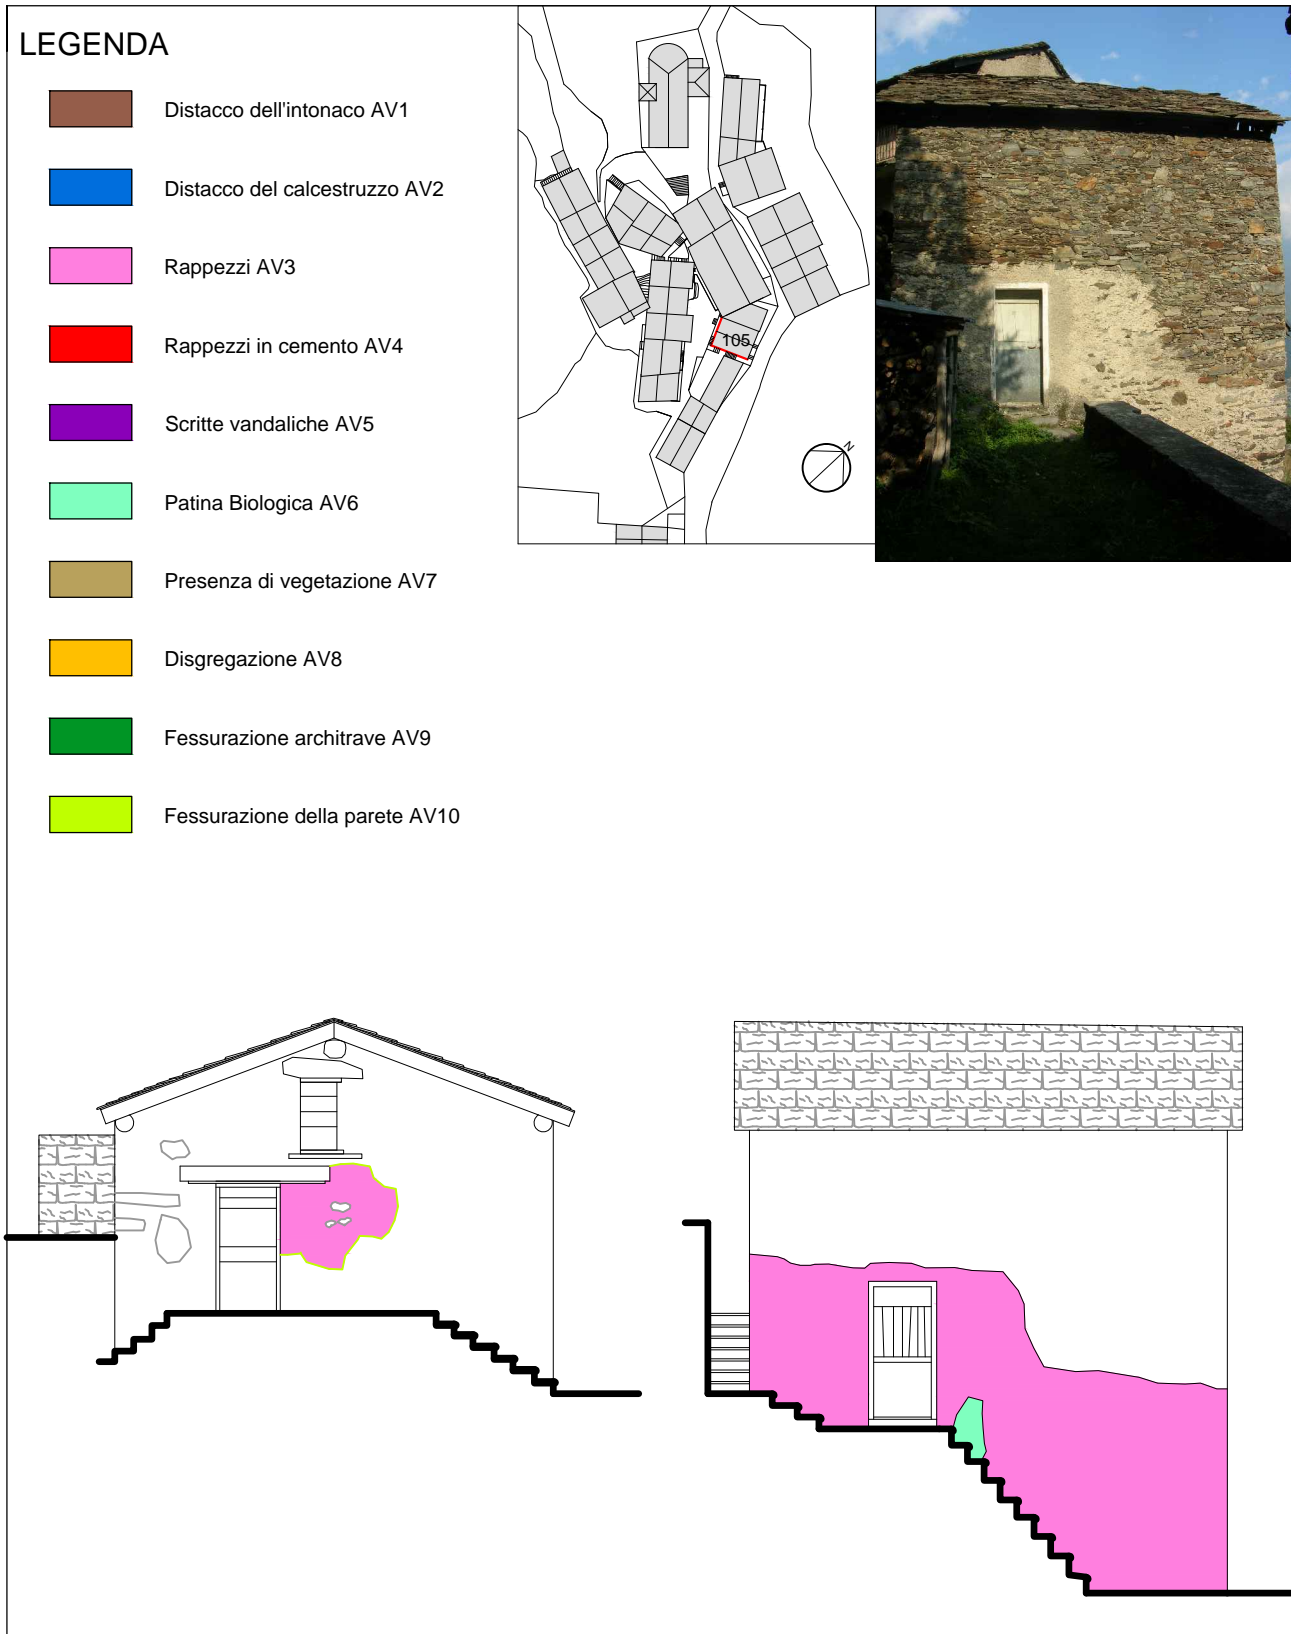 LEGENDA
Distacco dell'intonaco AV1
Distacco del calcestruzzo AV2
Rappezzi AV3
Rappezzi in cemento AV4
Scritte vandaliche AV5
Patina Biologica AV6
Presenza di vegetazione AV7
Disgregazione AV8
Fessurazione architrave AV9
Fessurazione della parete AV10
105
N